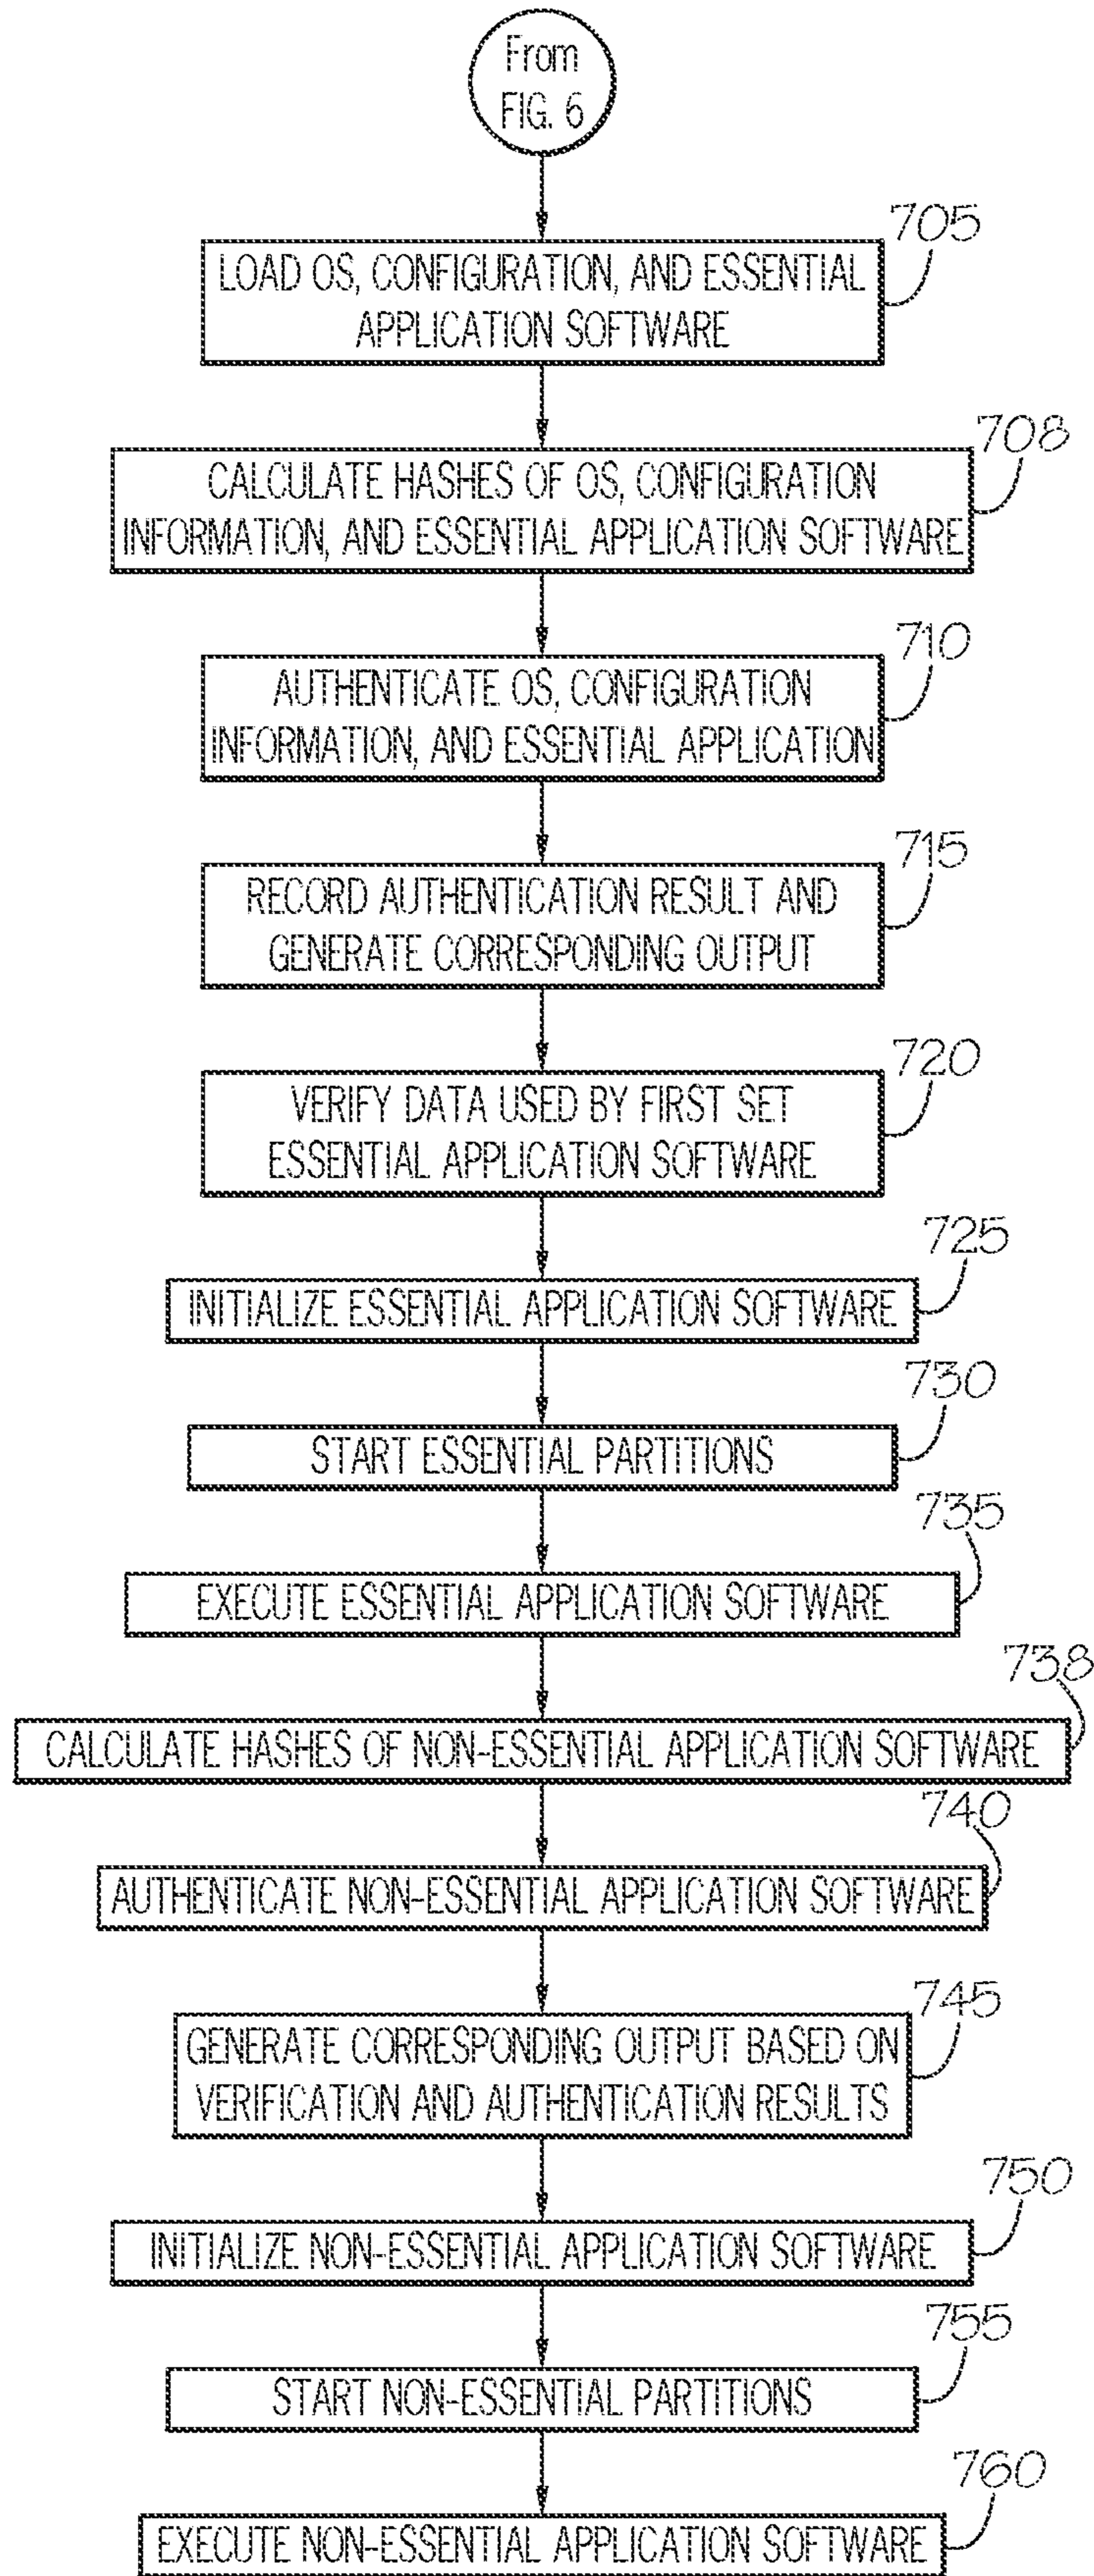 From
FIG. 6
705
LOAD OS, CONFIGURATION, AND ESSENTIAL
APPLICATION SOFTWARE
708
CALCULATE HASHES OF OS, CONFIGURATION
INFORMATION, AND ESSENTIAL APPLICATION SOFTWARE
710
AUTHENTICATE OS, CONFIGURATION
INFORMATION, AND ESSENTIAL APPLICATION
715
RECORD AUTHENTICATION RESULT AND
GENERATE CORRESPONDING OUTPUT
720
VERIFY DATA USED BY FIRST SET
ESSENTIAL APPLICATION SOFTWARE
725
INITIALIZE ESSENTIAL APPLICATION SOFTWARE
730
START ESSENTIAL PARTITIONS
735
EXECUTE ESSENTIAL APPLICATION SOFTWARE
738
CALCULATE HASHES OF NON-ESSENTIAL APPLICATION SOFTWARE
740
AUTHENTICATE NON-ESSENTIAL APPLICATION SOFTWARE
745
GENERATE CORRESPONDING OUTPUT BASED ON
VERIFICATION AND AUTHENTICATION RESULTS
750
INITIALIZE NON-ESSENTIAL APPLICATION SOFTWARE
755
START NON-ESSENTIAL PARTITIONS
760
EXECUTE NON-ESSENTIAL APPLICATION SOFTWARE